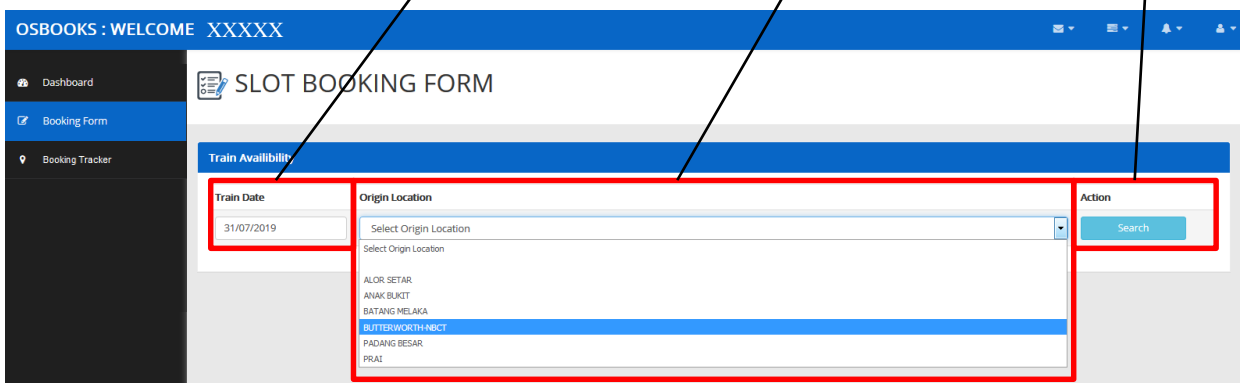 OSBOOKS : WELCOME XXXXX
Dashboard
Booking Form
Booking Tracker
SLOT BOOKING FORM
Train Availibility
Train Date
Origin Location
Action
31/07/2019
Select Origin Location
Search
Select Origin Location
ALOR SETAR
ANAK BUKIT
BATANG MELAKA
BUTTERWORTH-NBCT
PADANG BESAR
PRAI